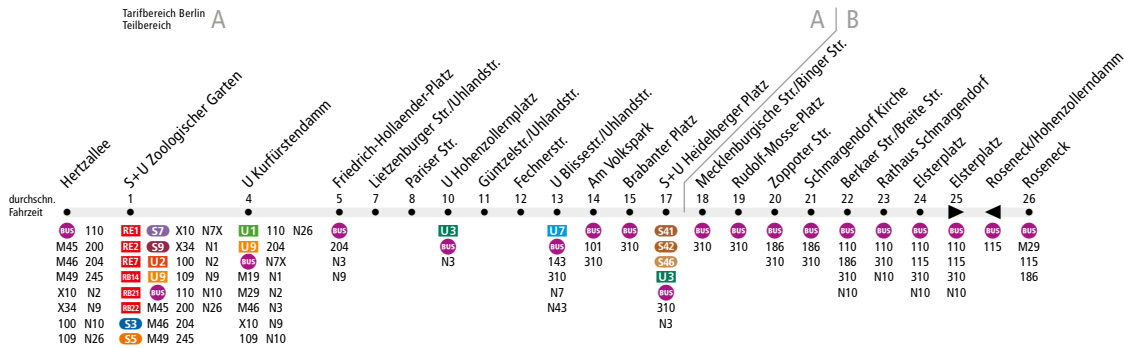 Tarifbereich Berlin
Teilbereich A
A B
Hertzallee
S+U Zoologischer Garten
U Kurfürstendamm
Friedrich-Hollaender-Platz
Lietzenburger Str./Uhlandstr.
Pariser Str.
U Hohenzollernplatz
Güntzelstr./Uhlandstr.
Fechnerstr.
U Blissestr./Uhlandstr.
Am Volkspark
Brabanter Platz
S+U Heidelberger Platz
Mecklenburgische Str./Binger Str.
Rudolf-Mosse-Platz
Zoppoter Str.
Schmargendorf Kirche
Berkaer Str./Breite Str.
Rathaus Schmargendorf
Elsterplatz
Elsterplatz
Roseneck/Hohenzollerndamm
Roseneck
durchschn. 1 4 5 7 8 10 11 12 13 14 15 17 18 19 20 21 22 23 24 25 26
Fahrzeit
BUS 110 RE1 S7 X10 N7X U1 110 N26 BUS U3 U7 BUS BUS S41 BUS BUS BUS BUS BUS BUS BUS BUS BUS BUS
M45 200 RE2 S9 X34 N1 U9 204 204 BUS BUS 101 310 S42 310 310 186 186 110 110 110 110 115 M29
M46 204 RE7 U2 100 N2 BUS N7X N3 N3 143 310 S46 310 310 186 310 115 115 115
M49 245 RB14 U9 109 N9 M19 N1 N9 310 U3 310 N10 310 310 186
X10 N2 RB21 BUS 110 N10 M29 N2 N7 BUS N10 N10 N10
X34 N9 RB22 M45 200 N26 M46 N3 N43 310
100 N10 S3 M46 204 X10 N9 N3
109 N26 S5 M49 245 109 N10